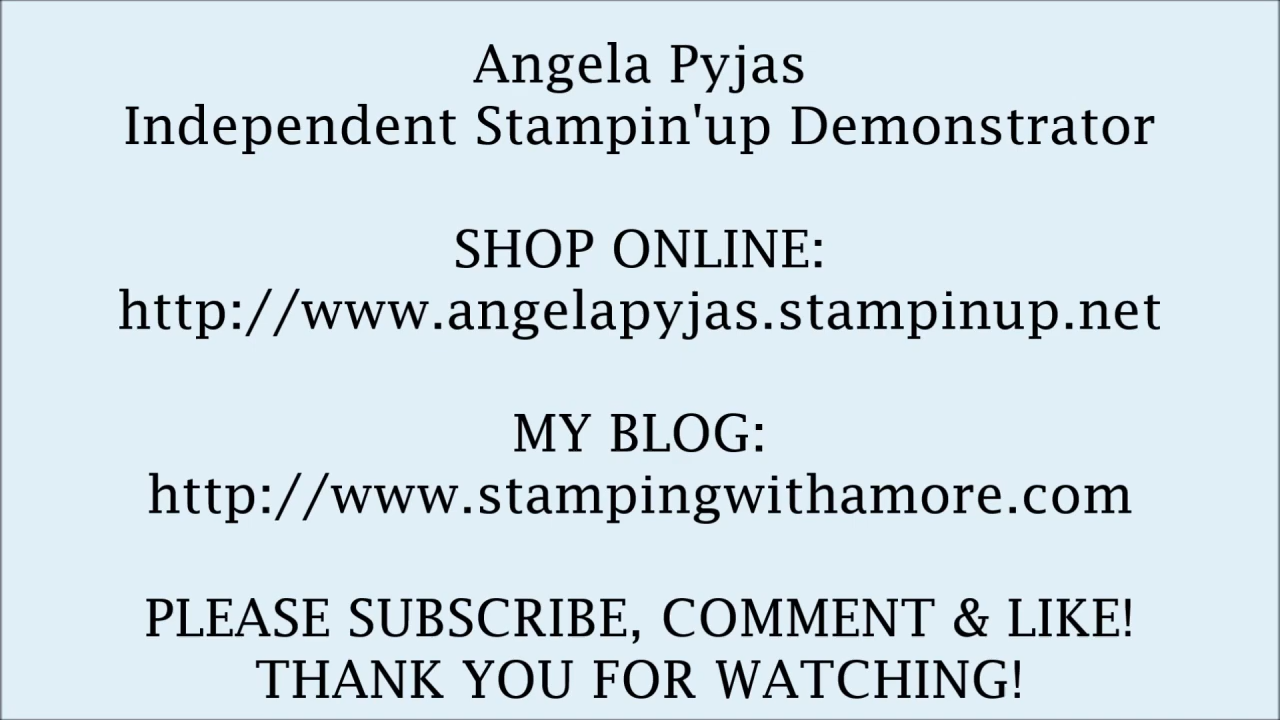 Angela Pyjas
Independent Stampin'up Demonstrator
SHOP ONLINE:
http://www.angelapyjas.stampinup.net
MY BLOG:
http://www.stampingwithamore.com
PLEASE SUBSCRIBE, COMMENT & LIKE!
THANK YOU FOR WATCHING!